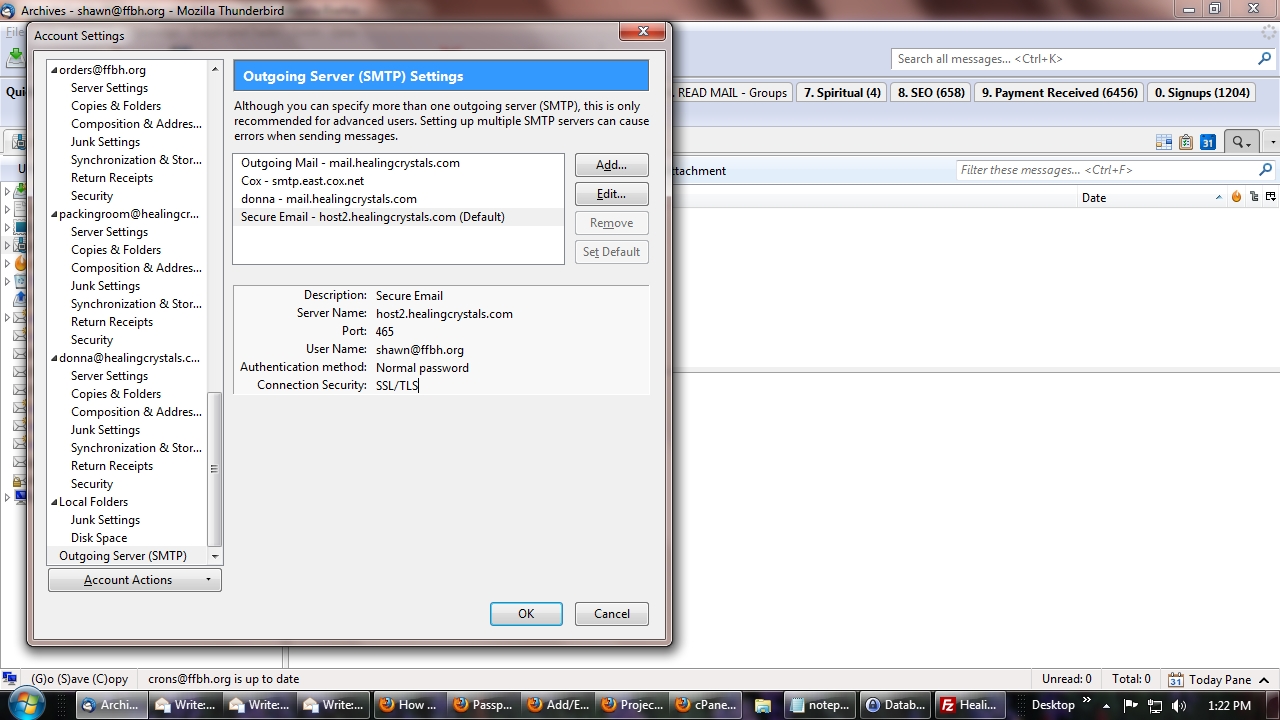 Archives - shawn@ffbh.org - Mozilla Thunderbird
Account Settings
File
Search all messages... <Ctrl+K>
READ MAIL - Groups
7. Spiritual (4)
8. SEO (658)
9. Payment Received (6456)
0. Signups (1204)
31
ttachment
Filter these messages... <Ctrl+F>
Date
orders@ffbh.org
Server Settings
Copies & Folders
Composition & Addres...
Junk Settings
Synchronization & Stor...
Return Receipts
Security
packingroom@healingcr...
Server Settings
Copies & Folders
Composition & Addres...
Junk Settings
Synchronization & Stor...
Return Receipts
Security
donna@healingcrystals.c...
Server Settings
Copies & Folders
Composition & Addres...
Junk Settings
Synchronization & Stor...
Return Receipts
Security
Local Folders
Junk Settings
Disk Space
Outgoing Server (SMTP)
Account Actions
Outgoing Server (SMTP) Settings
Although you can specify more than one outgoing server (SMTP), this is only
recommended for advanced users. Setting up multiple SMTP servers can cause
errors when sending messages.
Outgoing Mail - mail.healingcrystals.com
Cox - smtp.east.cox.net
donna - mail.healingcrystals.com
Secure Email - host2.healingcrystals.com (Default)
Add...
Edit...
Remove
Set Default
Description: Secure Email
Server Name: host2.healingcrystals.com
Port: 465
User Name: shawn@ffbh.org
Authentication method: Normal password
Connection Security: SSL/TLS
OK
Cancel
(G)o (S)ave (C)opy
crons@ffbh.org is up to date
Unread: 0
Total: 0
31
Today Pane
Archi...
Write:...
Write:...
Write:...
How ...
Passp...
Add/E...
Projec...
cPane...
notep...
Datab...
Heali...
Desktop
»
1:22 PM